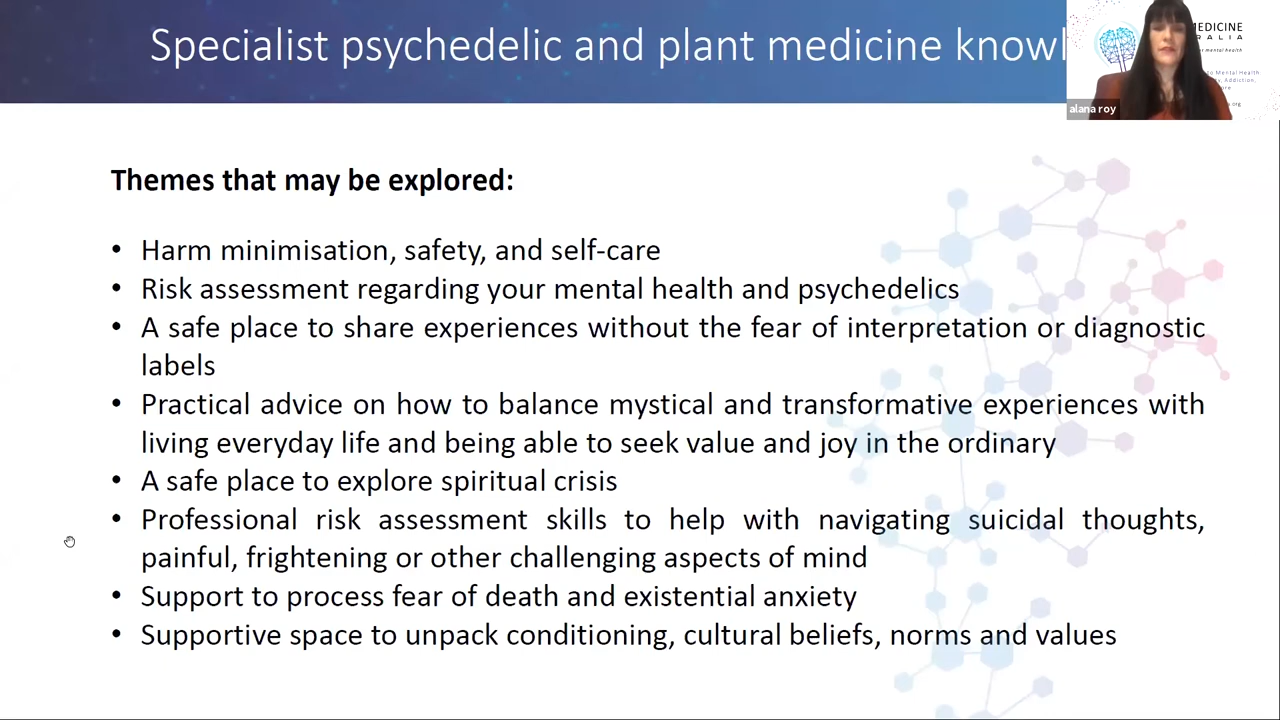 Specialist psychedelic and plant medicine
MEDICINE
alana roy
Themes that may be explored:
• Harm minimisation, safety, and self-care
• Risk assessment regarding your mental health and psychedelics
• A safe place to share experiences without the fear of interpretation or diagnostic
labels
• Practical advice on how to balance mystical and transformative experiences with
living everyday life and being able to seek value and joy in the ordinary
• A safe place to explore spiritual crisis
• Professional risk assessment skills to help with navigating suicidal thoughts,
painful, frightening or other challenging aspects of mind
• Support to process fear of death and existential anxiety
• Supportive space to unpack conditioning, cultural beliefs, norms and values